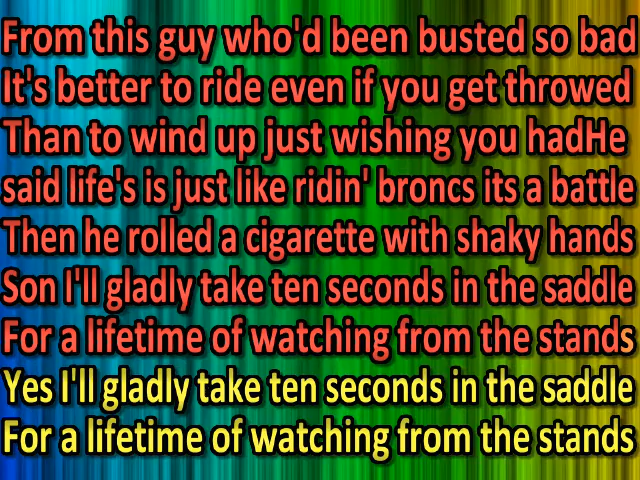 From this guy who'd been busted so bad
It's better to ride even if you get throwed
Than to wind up just wishing you hadHe
said life's is just like ridin' broncs its a battle
Then he rolled a cigarette with shaky hands
Son I'll gladly take ten seconds in the saddle
For a lifetime of watching from the stands
Yes I'll gladly take ten seconds in the saddle
For a lifetime of watching from the stands